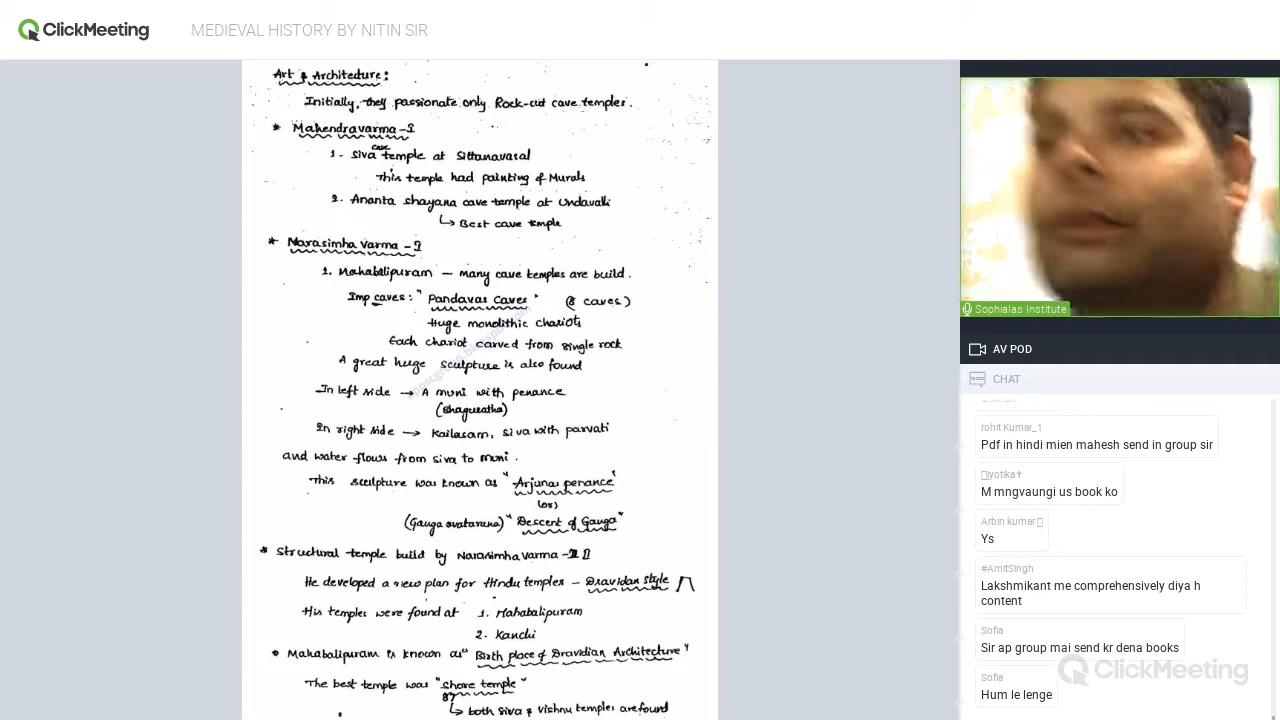 ClickMeeting
MEDIEVAL HISTORY BY NITIN SIR
Art & Architecture:
Initially, they passionate only Rock-cut cave temples.
* Mahendravarma-I
1. Siva cave temple at Sittanavasal
This temple had painting of Murals
2. Ananta Shayana cave temple at Undavalli
↳ Best cave temple
* Narasimha Varma-I
1. Mahabalipuram — many cave temples are build.
Imp caves: "Pandavas Caves" (8 caves)
Huge monolithic chariots
Each chariot carved from single rock
A great huge sculpture is also found
In left side → A muni with penance
(Bhaguratha)
In right side → Kailasam, Siva with parvati
and water flows from Siva to muni.
This sculpture was known as "Arjunas penance"
(or)
(Ganga avatarana) "Descent of Ganga"
* Structural temple build by Narasimha Varma-II
He developed a new plan for Hindu temples - Dravidan style
His temples were found at 1. Mahabalipuram
2. Kanchi
• Mahabalipuram is known as "Birth place of Dravidian Architecture"
The best temple was "Shore temple"
↳ both Siva & Vishnu temples are found
Sophialas Institute
AV POD
CHAT
rohit Kumar_1
Pdf in hindi mien mahesh send in group sir
jyotika✝
M mngvaungi us book ko
Arbin kumar
Ys
#AmitSingh
Lakshmikant me comprehensively diya h
content
Sofia
Sir ap group mai send kr dena books
Sofia
Hum le lenge
ClickMeeting